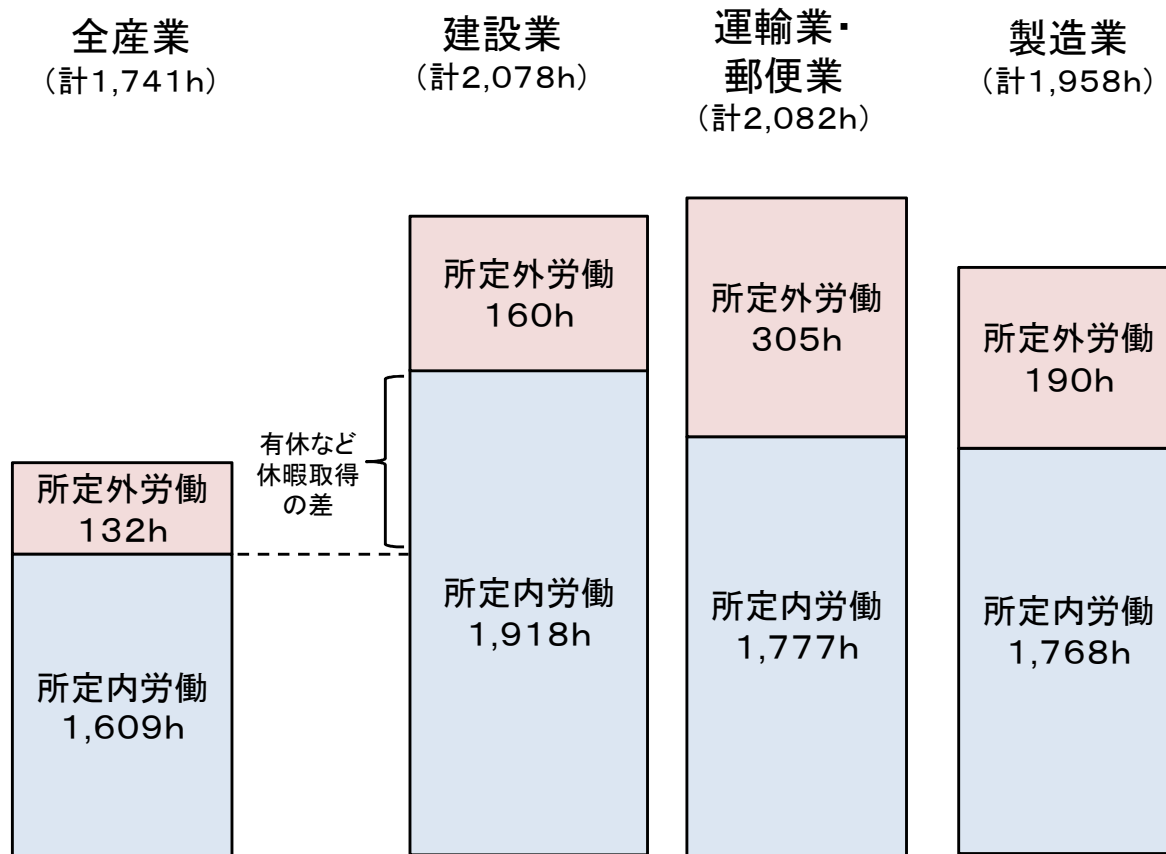 全産業
（計1,741h）
建設業
（計2,078h）
運輸業・
郵便業
（計2,082h）
製造業
（計1,958h）
所定外労働
132h
所定内労働
1,609h
有休など
休暇取得
の差
所定外労働
160h
所定内労働
1,918h
所定外労働
305h
所定内労働
1,777h
所定外労働
190h
所定内労働
1,768h